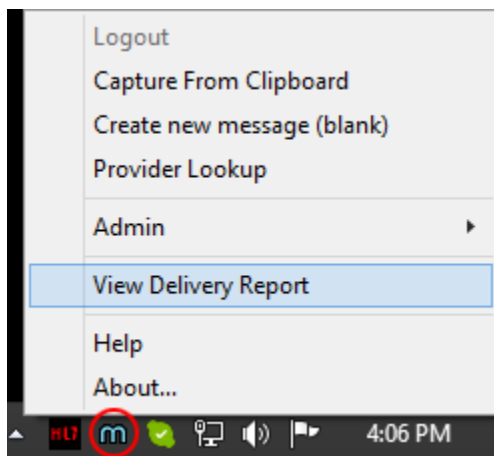 Logout
Capture From Clipboard
Create new message (blank)
Provider Lookup
Admin
View Delivery Report
Help
About...
HL7 m 4:06 PM